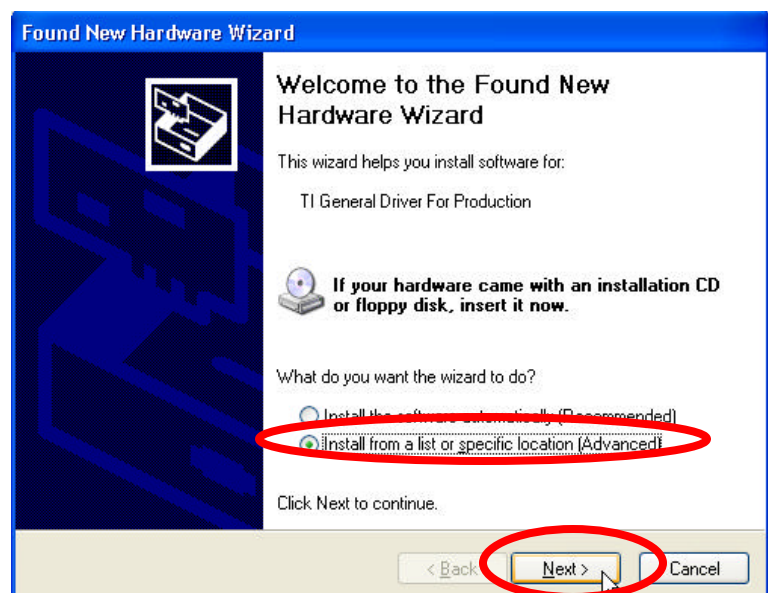 Found New Hardware Wizard
Welcome to the Found New
Hardware Wizard
This wizard helps you install software for:
TI General Driver For Production
If your hardware came with an installation CD
or floppy disk, insert it now.
What do you want the wizard to do?
Install the software automatically (Recommended)
Install from a list or specific location (Advanced)
Click Next to continue.
< Back
Next >
Cancel